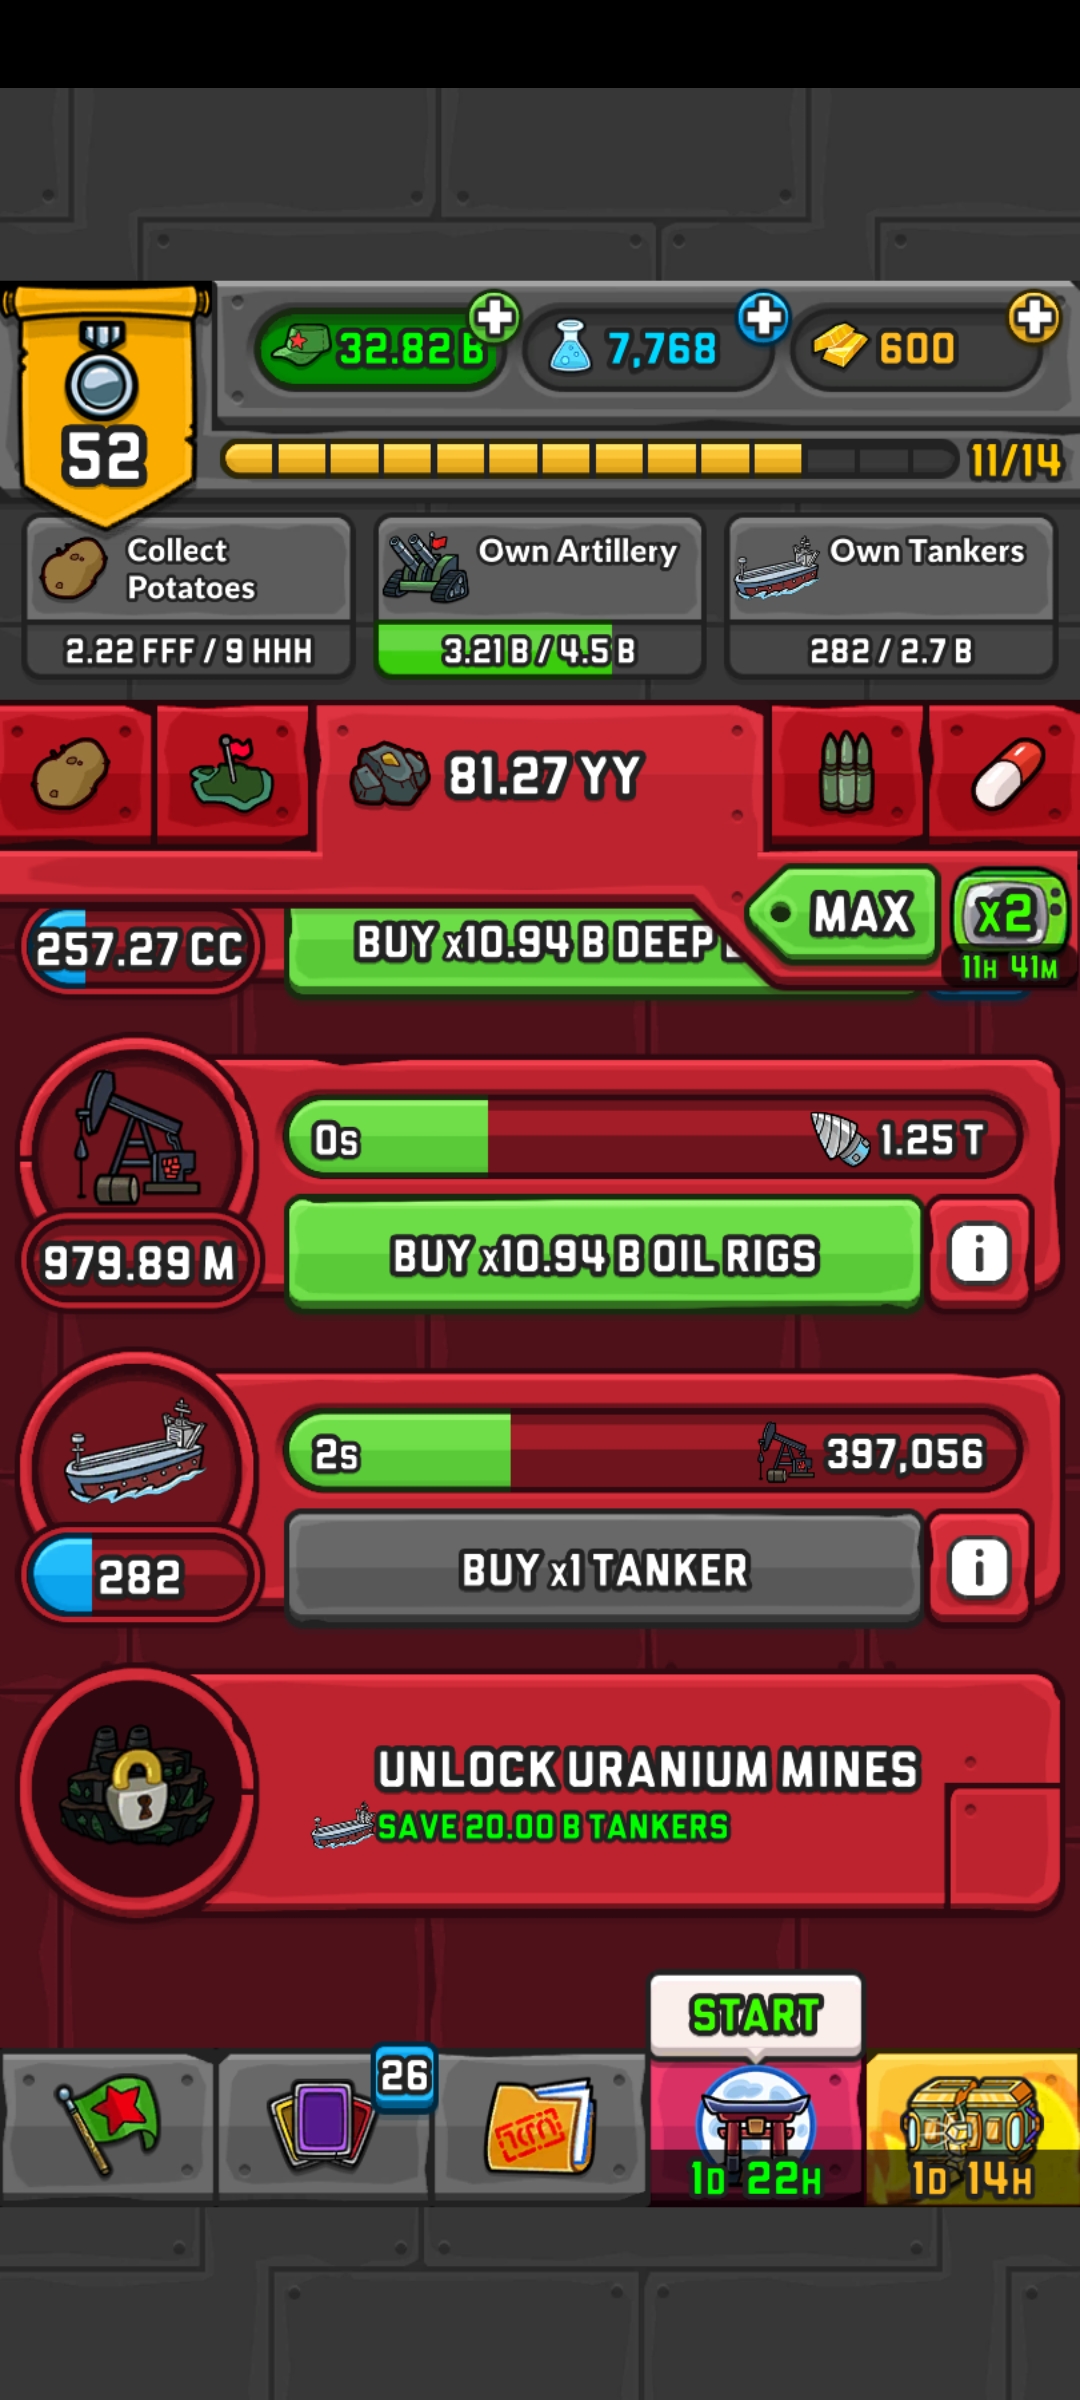 32.82 B
7,768
600
52
11/14
Collect
Potatoes
2.22 FFF / 9 HHH
Own Artillery
3.21 B / 4.5 B
Own Tankers
282 / 2.7 B
81.27 YY
MAX
x2
11H 41M
257.27 CC
BUY x10.94 B DEEP
0s
1.25 T
979.89 M
BUY x10.94 B OIL RIGS
i
2s
397,056
282
BUY x1 TANKER
i
UNLOCK URANIUM MINES
SAVE 20.00 B TANKERS
START
26
1D 22H
1D 14H